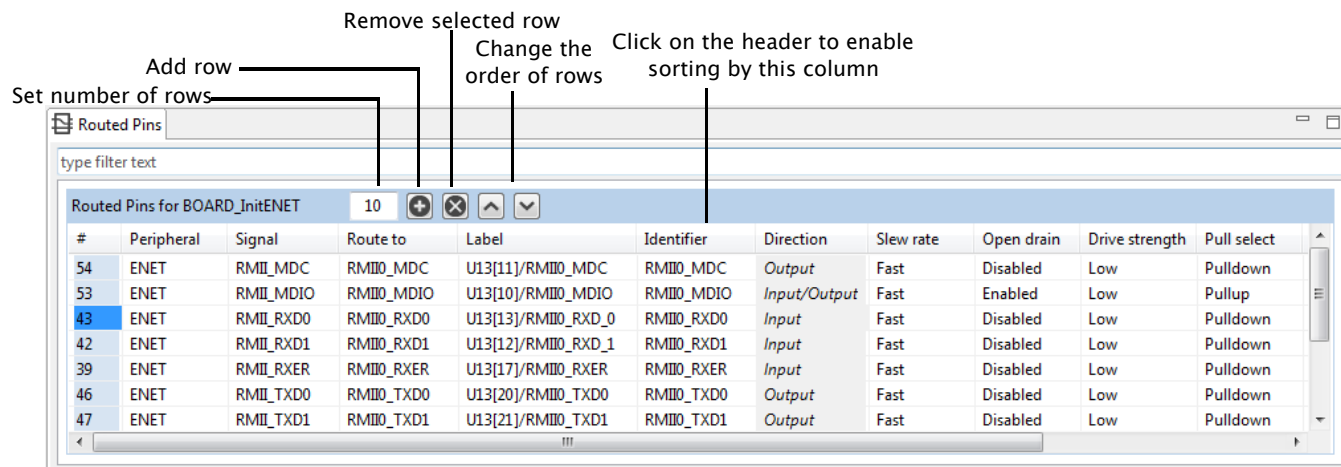 Remove selected row
Change the
order of rows
Click on the header to enable
sorting by this column
Add row
Set number of rows
Routed Pins
type filter text
Routed Pins for BOARD_InitENET 10
# Peripheral Signal Route to Label Identifier Direction Slew rate Open drain Drive strength Pull select
54 ENET RMII_MDC RMII0_MDC U13[11]/RMII0_MDC RMII0_MDC Output Fast Disabled Low Pulldown
53 ENET RMII_MDIO RMII0_MDIO U13[10]/RMII0_MDIO RMII0_MDIO Input/Output Fast Enabled Low Pullup
43 ENET RMII_RXD0 RMII0_RXD0 U13[13]/RMII0_RXD_0 RMII0_RXD0 Input Fast Disabled Low Pulldown
42 ENET RMII_RXD1 RMII0_RXD1 U13[12]/RMII0_RXD_1 RMII0_RXD1 Input Fast Disabled Low Pulldown
39 ENET RMII_RXER RMII0_RXER U13[17]/RMII0_RXER RMII0_RXER Input Fast Disabled Low Pulldown
46 ENET RMII_TXD0 RMII0_TXD0 U13[20]/RMII0_TXD0 RMII0_TXD0 Output Fast Disabled Low Pulldown
47 ENET RMII_TXD1 RMII0_TXD1 U13[21]/RMII0_TXD1 RMII0_TXD1 Output Fast Disabled Low Pulldown